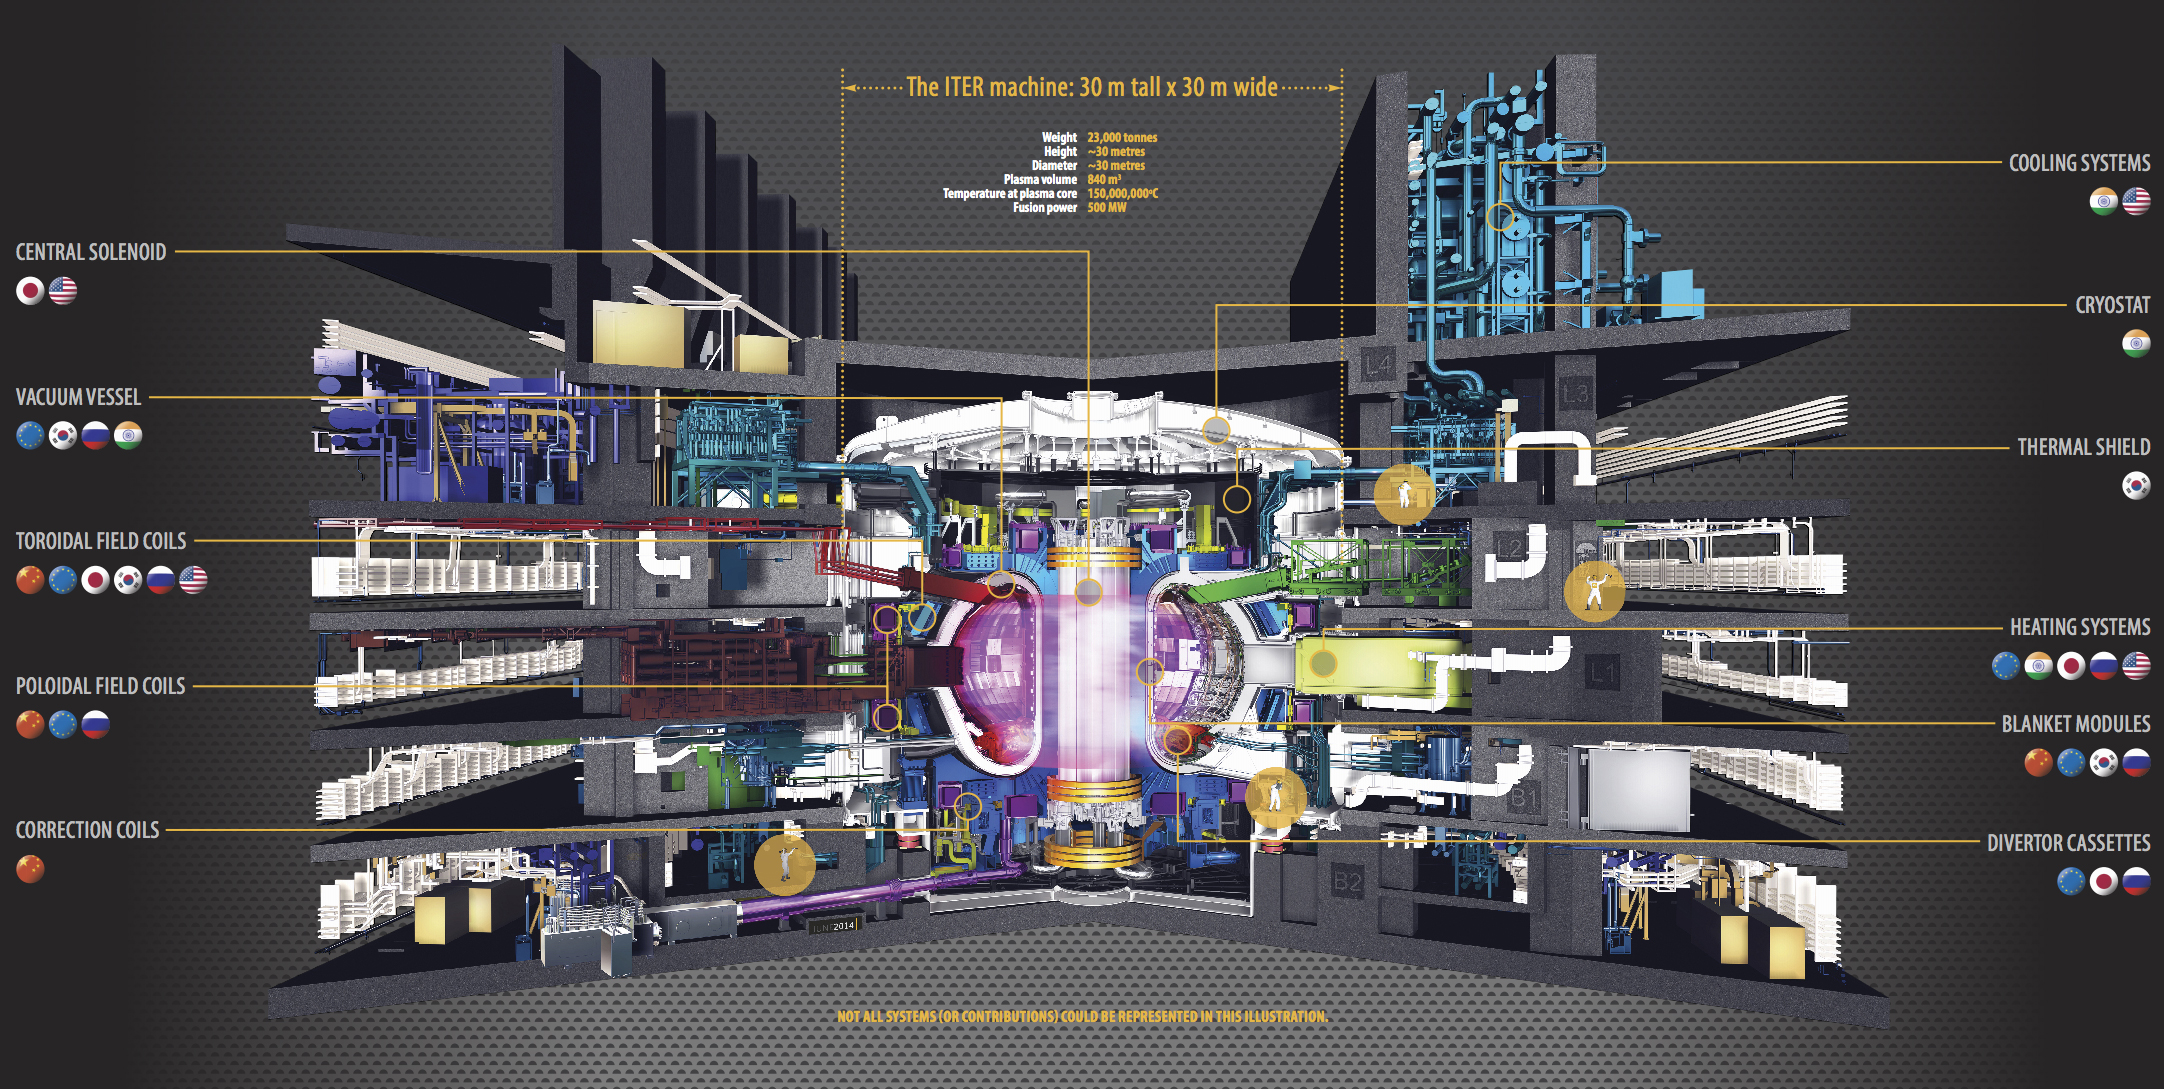 The ITER machine: 30 m tall x 30 m wide
Weight 23,000 tonnes
Height ~30 metres
Diameter ~30 metres
Plasma volume 840 m³
Temperature at plasma core 150,000,000ºC
Fusion power 500 MW
CENTRAL SOLENOID
VACUUM VESSEL
TOROIDAL FIELD COILS
POLOIDAL FIELD COILS
CORRECTION COILS
COOLING SYSTEMS
CRYOSTAT
THERMAL SHIELD
HEATING SYSTEMS
BLANKET MODULES
DIVERTOR CASSETTES
L4
L3
L2
L1
B1
B2
JUNE 2014
NOT ALL SYSTEMS (OR CONTRIBUTIONS) COULD BE REPRESENTED IN THIS ILLUSTRATION.